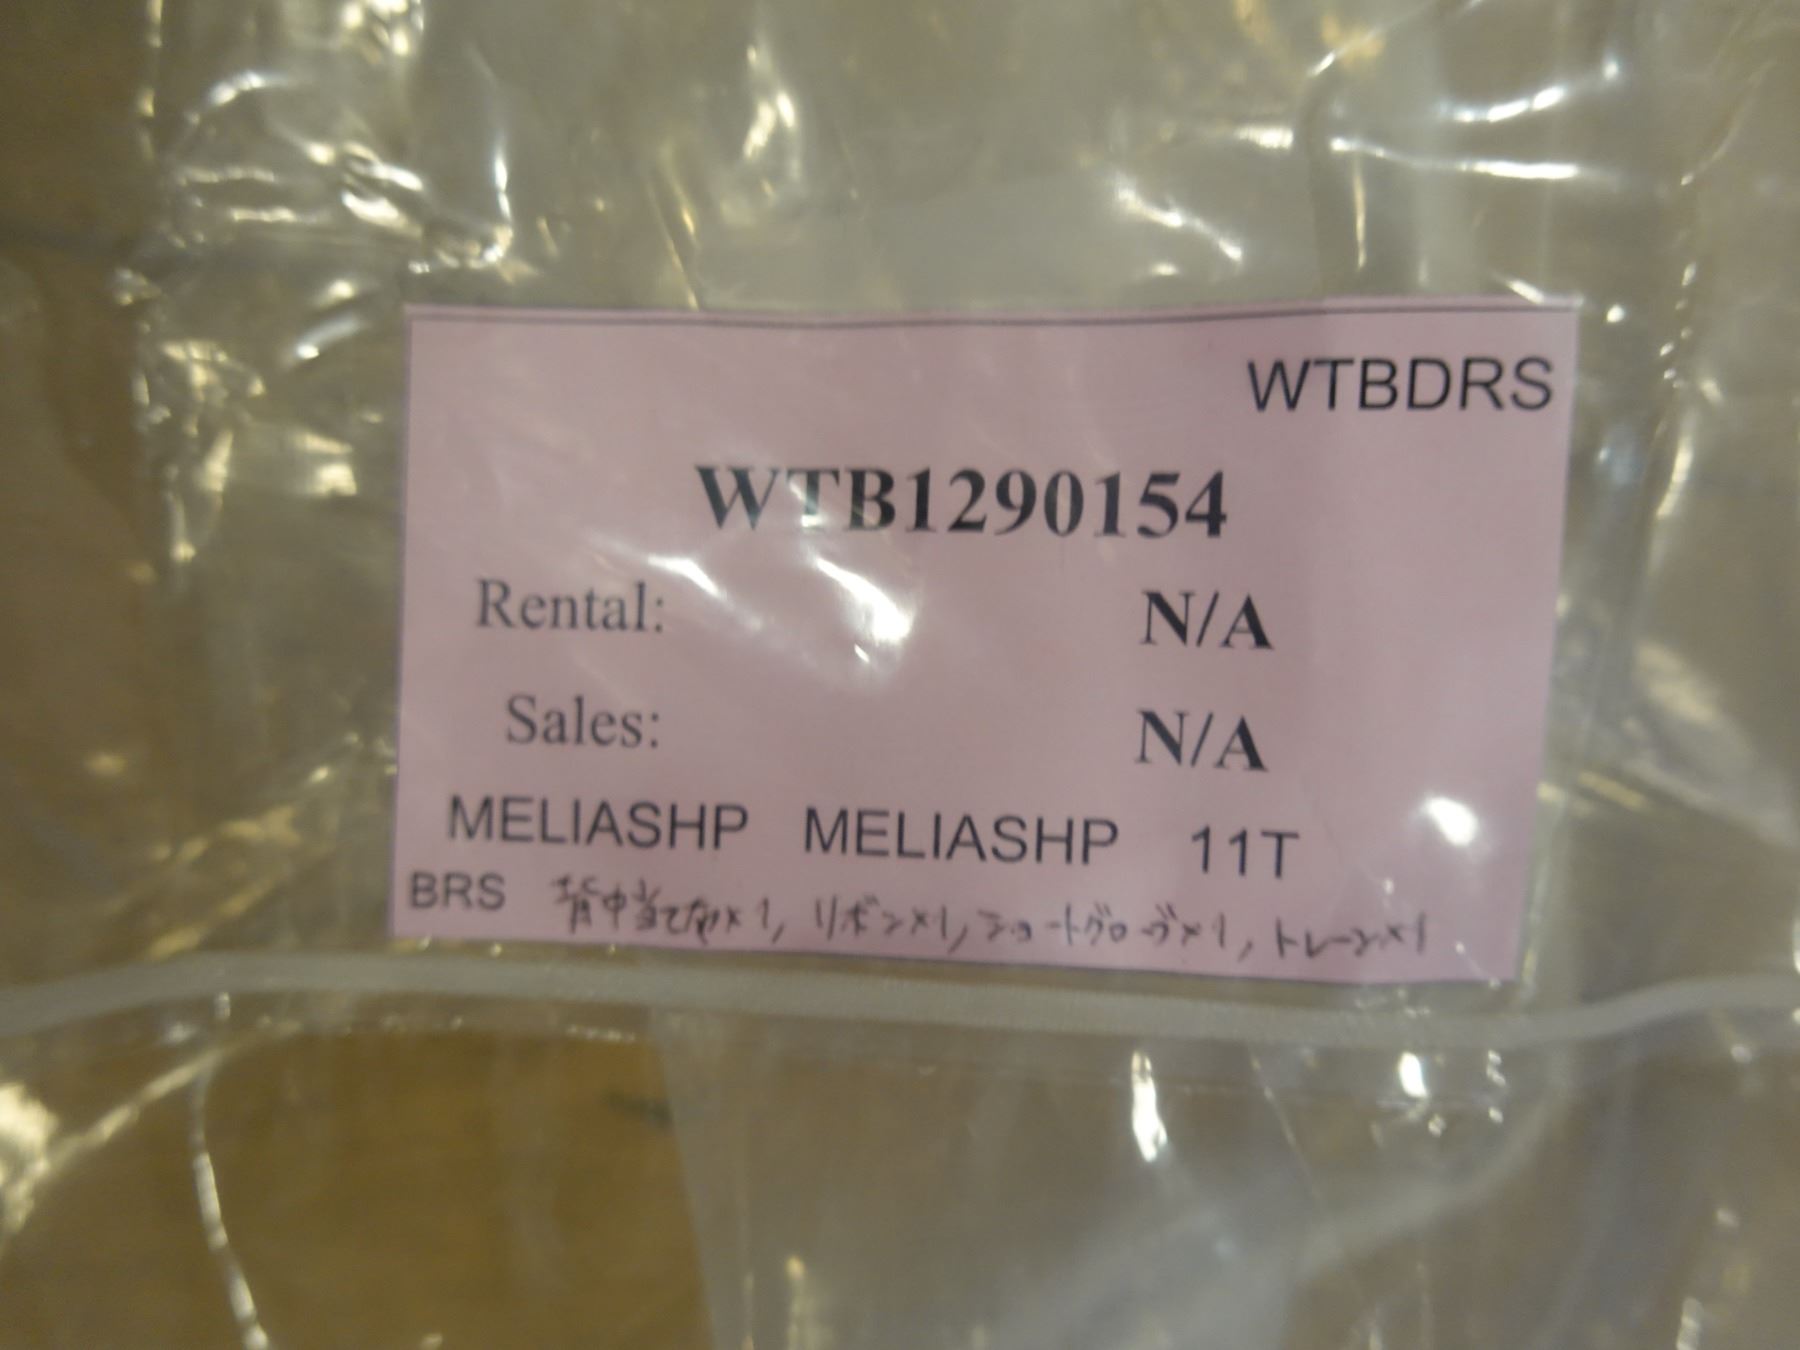 WTBDRS
WTB1290154
Rental: N/A
Sales: N/A
MELIASHP MELIASHP 11T
BRS 背中当て布×1, リボン×1, ショートグローブ×1, トレーン×1